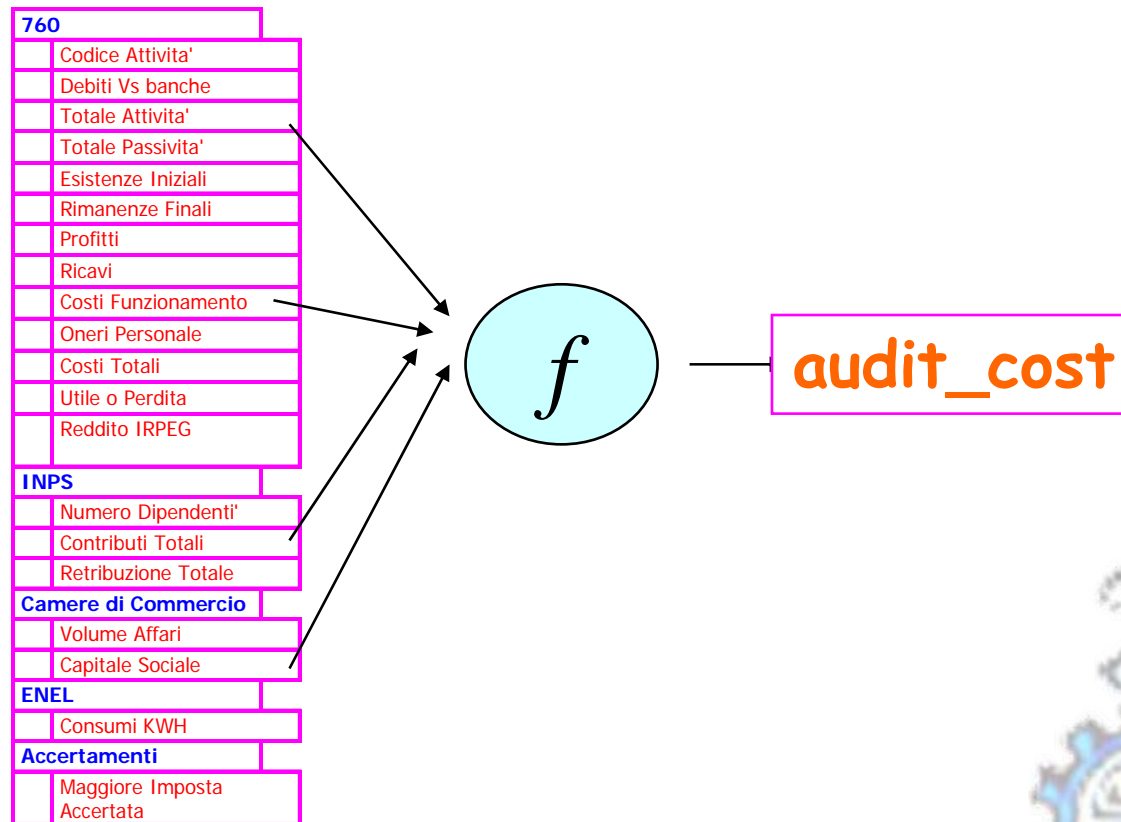 760
Codice Attivita'
Debiti Vs banche
Totale Attivita'
Totale Passivita'
Esistenze Iniziali
Rimanenze Finali
Profitti
Ricavi
Costi Funzionamento
Oneri Personale
Costi Totali
Utile o Perdita
Reddito IRPEG
INPS
Numero Dipendenti'
Contributi Totali
Retribuzione Totale
Camere di Commercio
Volume Affari
Capitale Sociale
ENEL
Consumi KWH
Accertamenti
Maggiore Imposta
Accertata
f
audit_cost